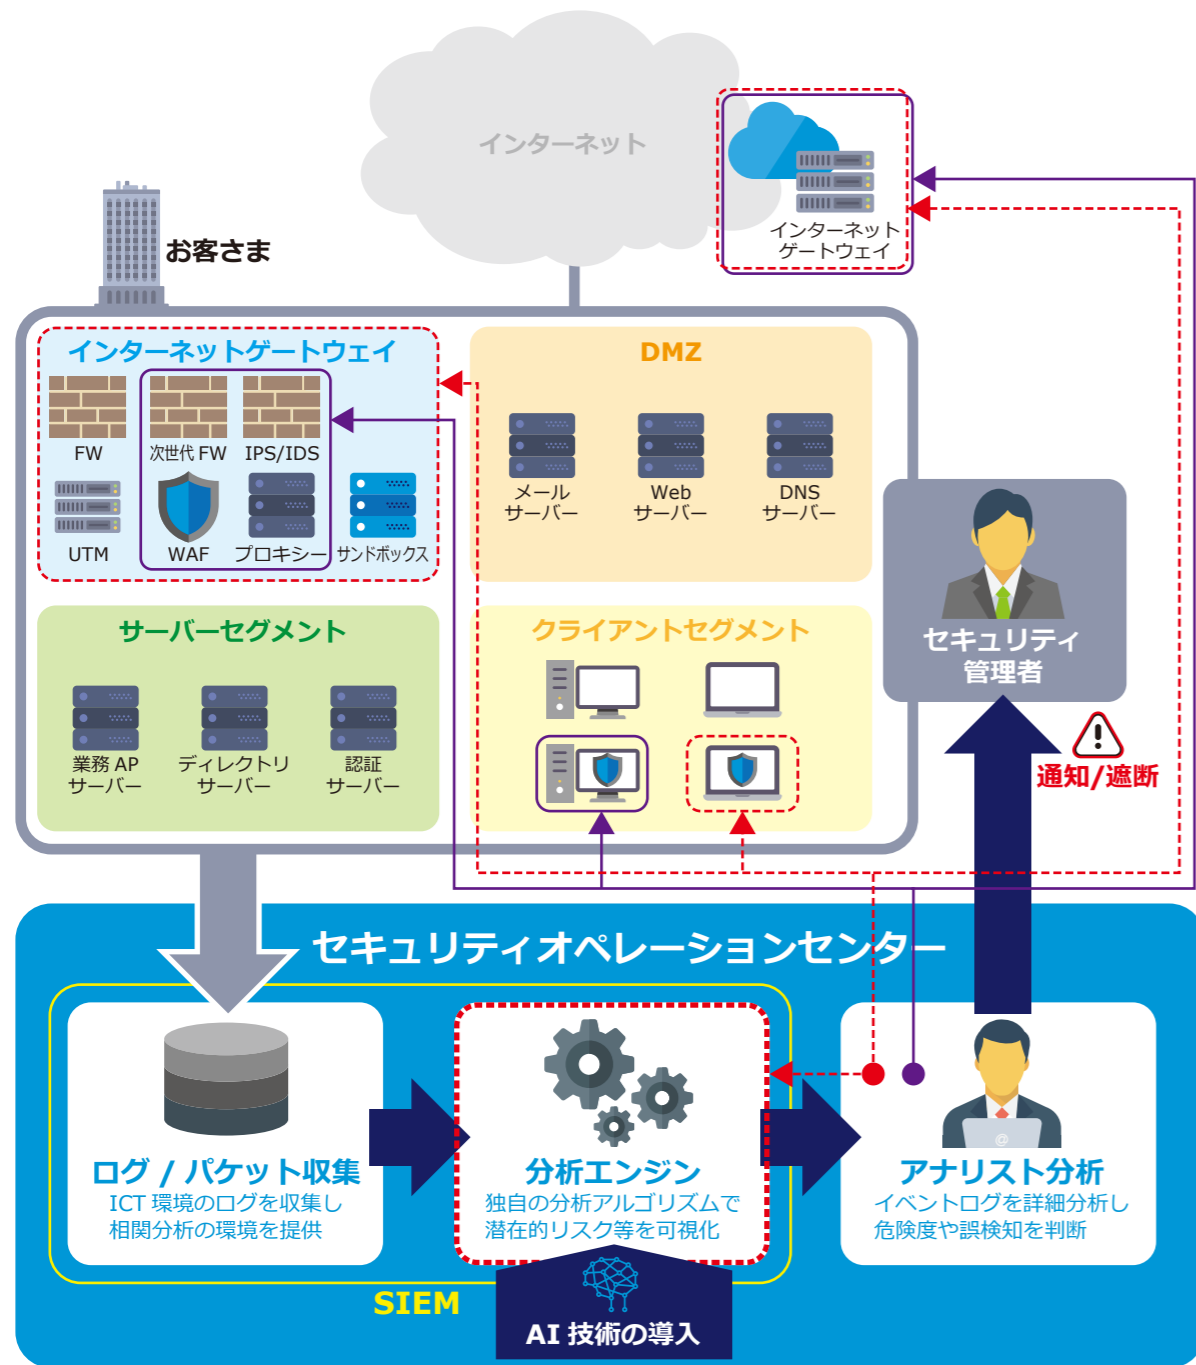 インターネット
インターネット
ゲートウェイ
お客さま
インターネットゲートウェイ
FW
次世代 FW
IPS/IDS
UTM
WAF
プロキシー
サンドボックス
DMZ
メール
サーバー
Web
サーバー
DNS
サーバー
セキュリティ
管理者
サーバーセグメント
業務 AP
サーバー
ディレクトリ
サーバー
認証
サーバー
クライアントセグメント
通知/遮断
セキュリティオペレーションセンター
ログ / パケット収集
ICT 環境のログを収集し
相関分析の環境を提供
分析エンジン
独自の分析アルゴリズムで
潜在的リスク等を可視化
@
アナリスト分析
イベントログを詳細分析し
危険度や誤検知を判断
SIEM
AI 技術の導入